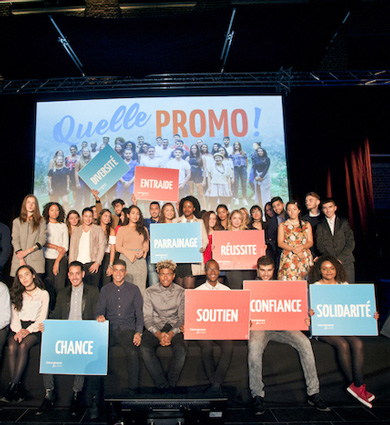 Quelle PROMO !
DIVERSITÉ
ENTRAIDE
PARRAINAGE
RÉUSSITE
SOUTIEN
CONFIANCE
SOLIDARITÉ
CHANCE